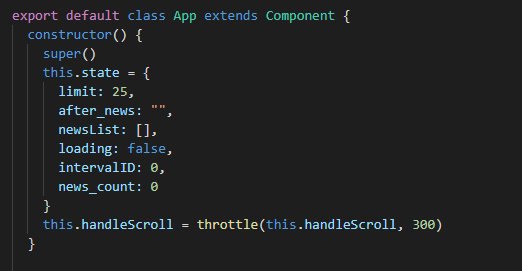 export default class App extends Component {
  constructor() {
    super()
    this.state = {
      limit: 25,
      after_news: "",
      newsList: [],
      loading: false,
      intervalID: 0,
      news_count: 0
    }
    this.handleScroll = throttle(this.handleScroll, 300)
  }